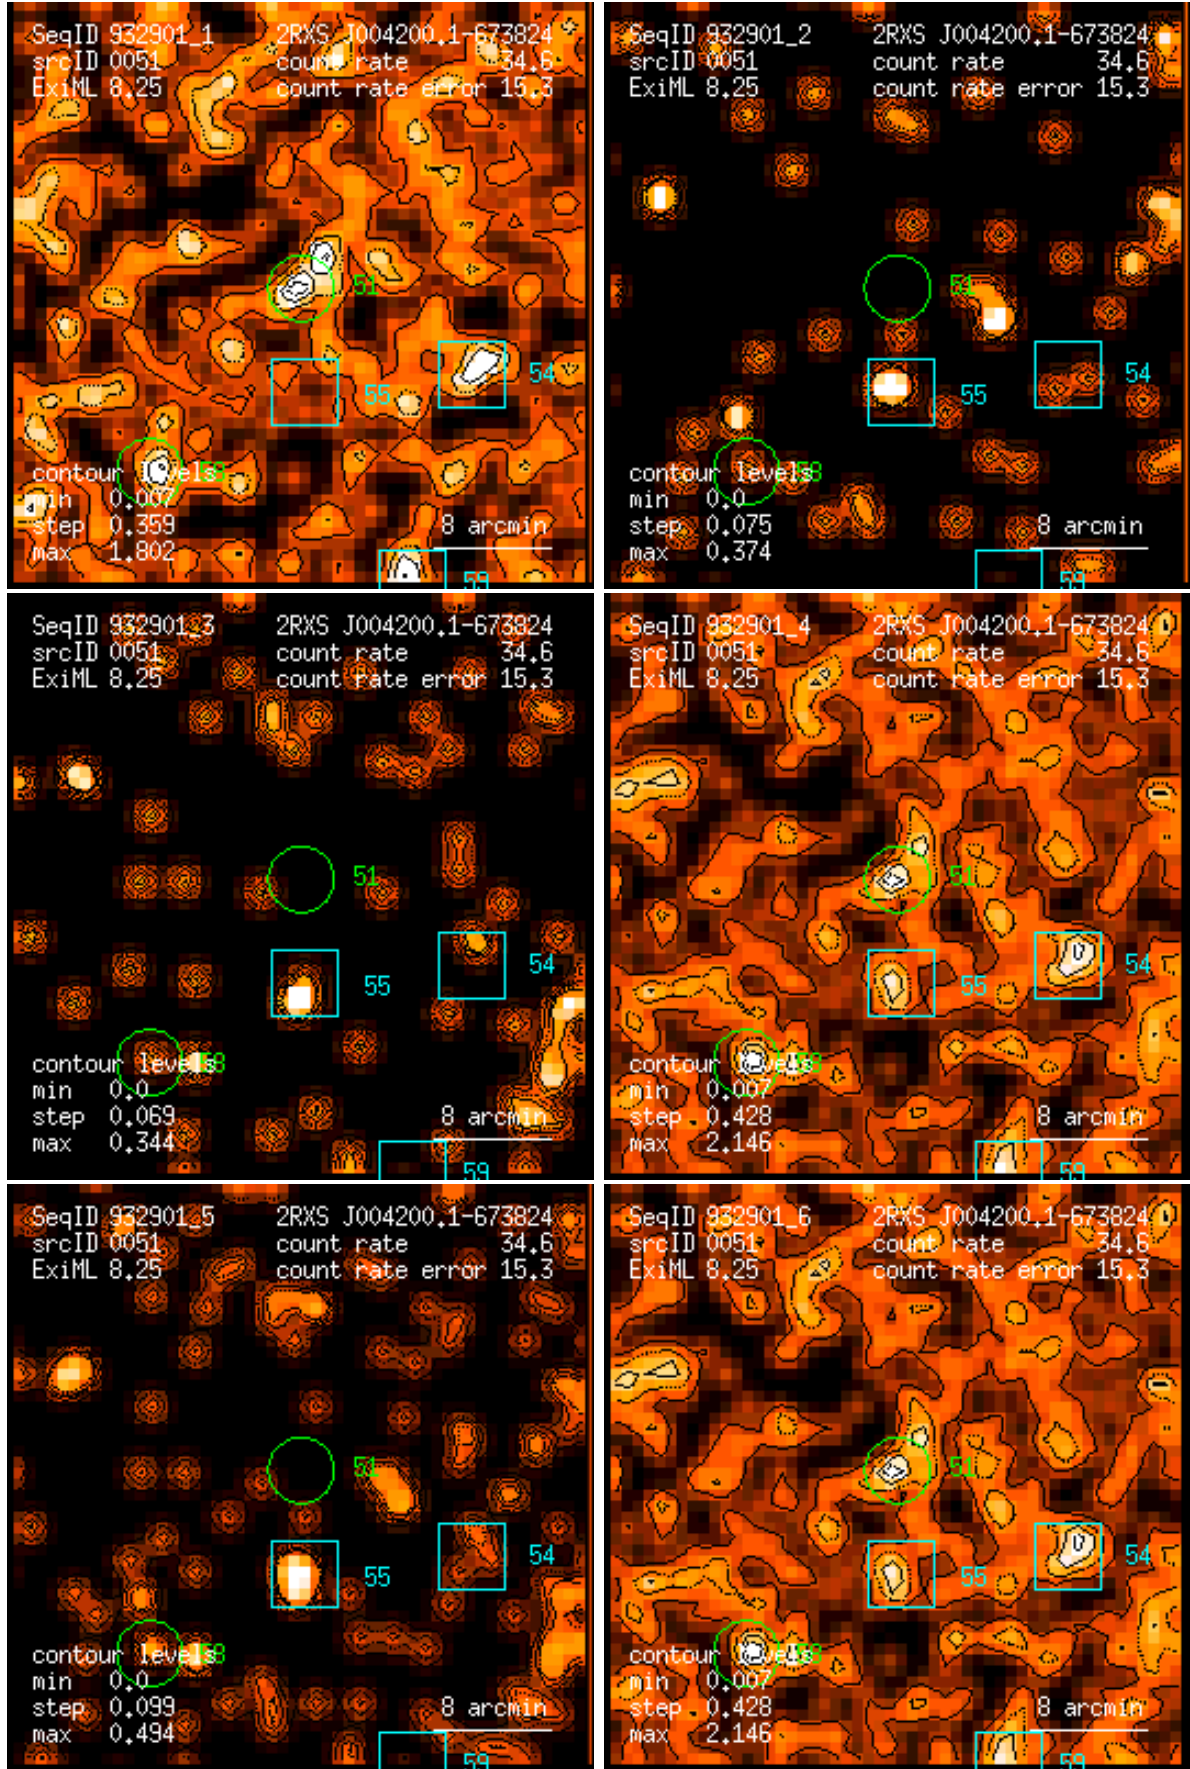 SeqID 932901_1 2RXS J004200.1-673824
srcID 0051 count rate 34.6
ExiML 8.25 count rate error 15.3
51
54
55
58
contour levels
min 0.007
step 0.359
max 1.802
8 arcmin
59
SeqID 932901_2 2RXS J004200.1-673824
srcID 0051 count rate 34.6
ExiML 8.25 count rate error 15.3
51
54
55
58
contour levels
min 0.0
step 0.075
max 0.374
8 arcmin
59
SeqID 932901_3 2RXS J004200.1-673824
srcID 0051 count rate 34.6
ExiML 8.25 count rate error 15.3
51
54
55
58
contour levels
min 0.0
step 0.069
max 0.344
8 arcmin
59
SeqID 932901_4 2RXS J004200.1-673824
srcID 0051 count rate 34.6
ExiML 8.25 count rate error 15.3
51
54
55
58
contour levels
min 0.007
step 0.428
max 2.146
8 arcmin
59
SeqID 932901_5 2RXS J004200.1-673824
srcID 0051 count rate 34.6
ExiML 8.25 count rate error 15.3
51
54
55
58
contour levels
min 0.0
step 0.099
max 0.494
8 arcmin
59
SeqID 932901_6 2RXS J004200.1-673824
srcID 0051 count rate 34.6
ExiML 8.25 count rate error 15.3
51
54
55
58
contour levels
min 0.007
step 0.428
max 2.146
8 arcmin
59